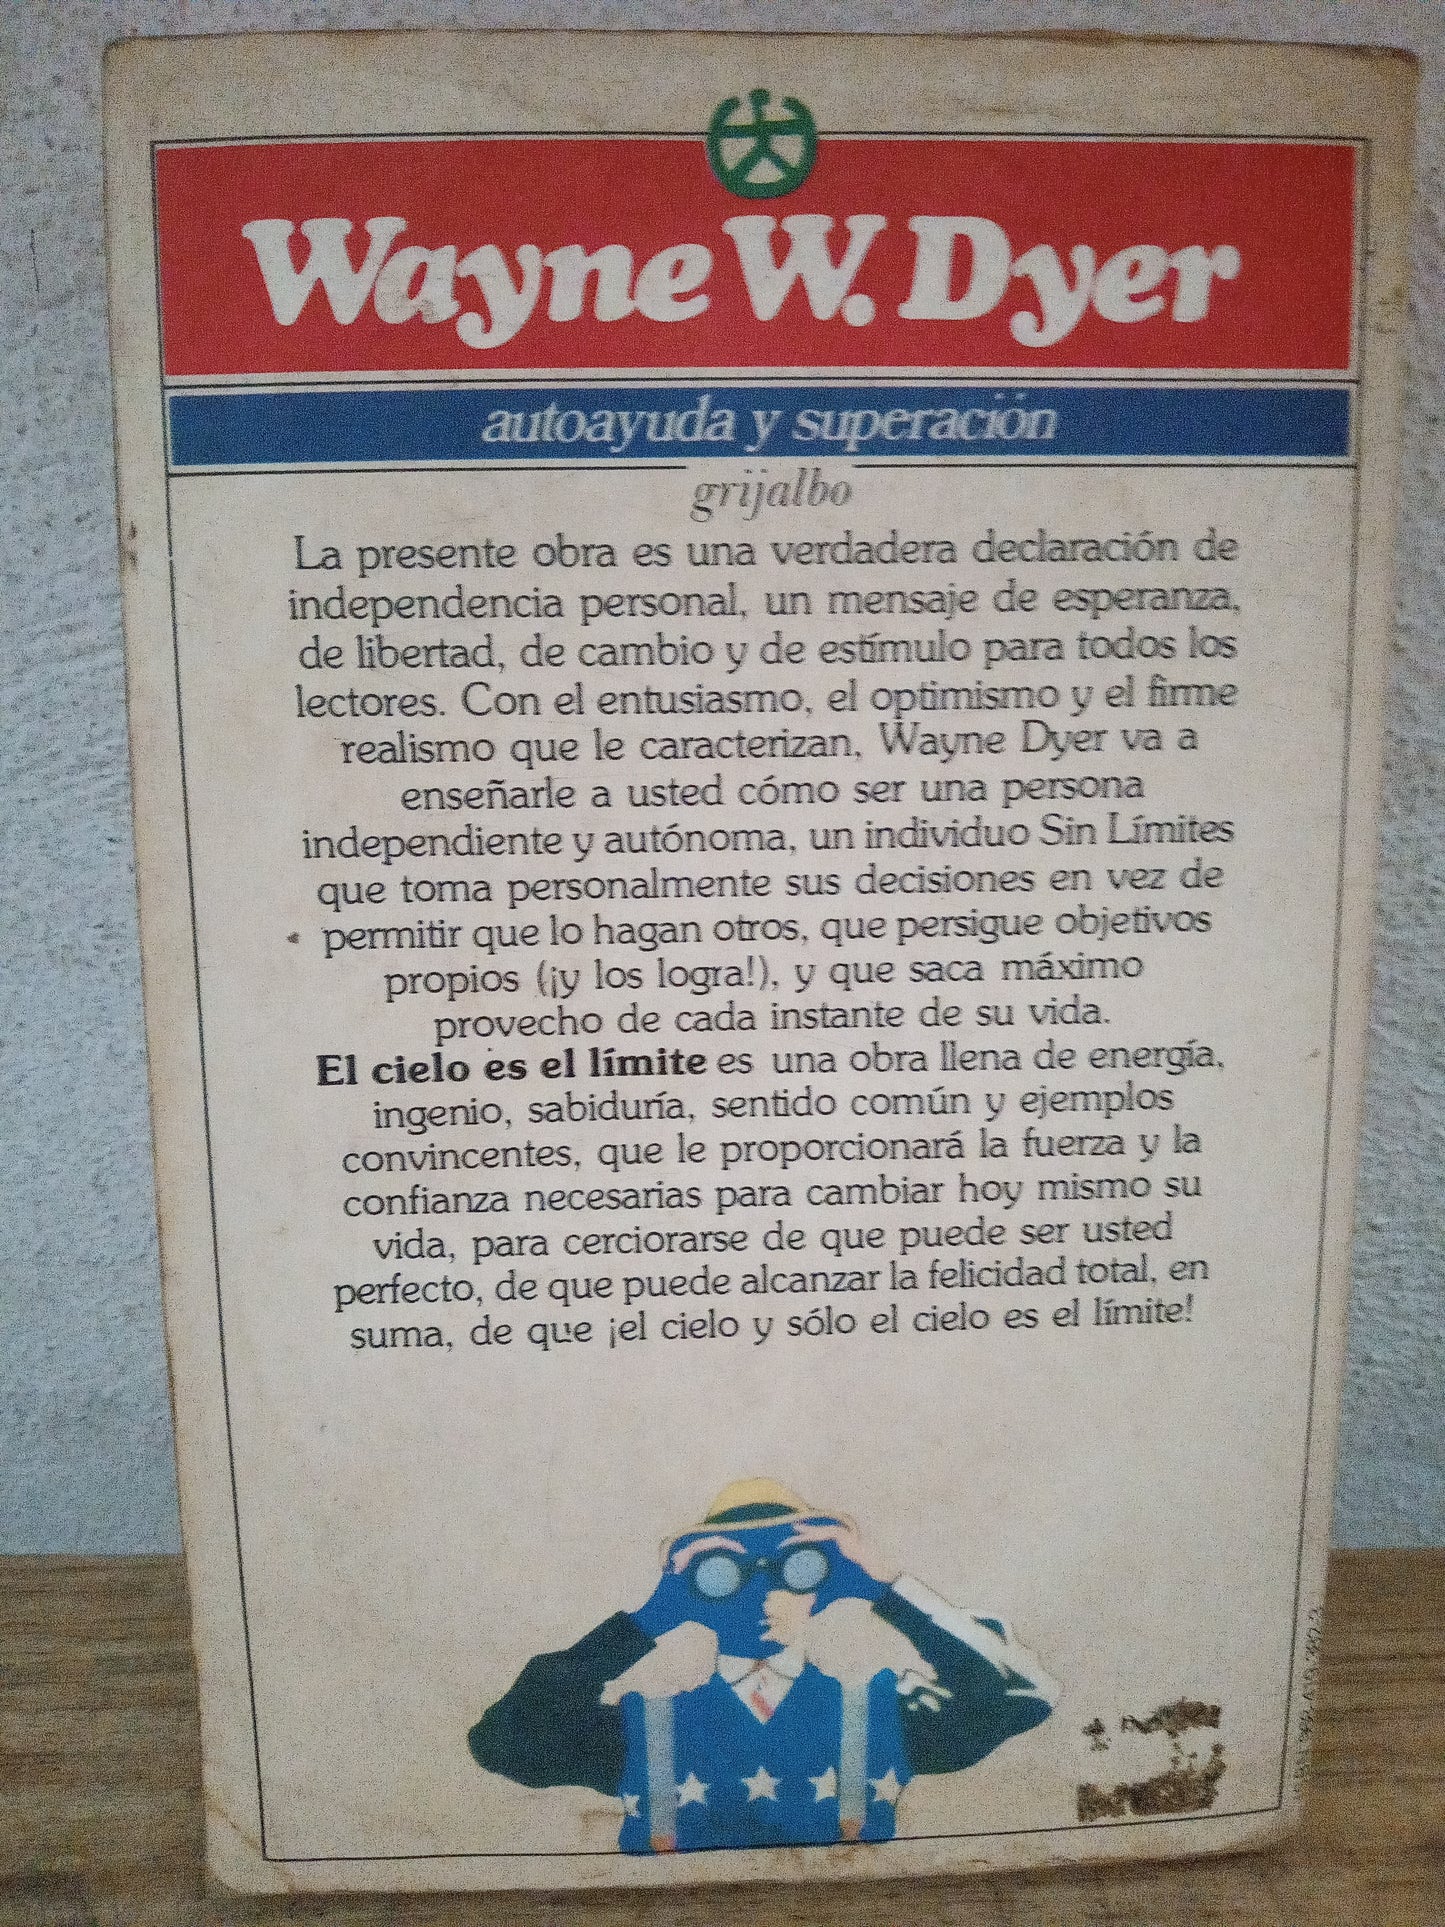 Wayne W. Dyer
autoayuda y superación
grijalbo
La presente obra es una verdadera declaración de
independencia personal, un mensaje de esperanza,
de libertad, de cambio y de estímulo para todos los
lectores. Con el entusiasmo, el optimismo y el firme
realismo que le caracterizan, Wayne Dyer va a
enseñarle a usted cómo ser una persona
independiente y autónoma, un individuo Sin Límites
que toma personalmente sus decisiones en vez de
permitir que lo hagan otros, que persigue objetivos
propios (¡y los logra!), y que saca máximo
provecho de cada instante de su vida.
El cielo es el límite es una obra llena de energía,
ingenio, sabiduría, sentido común y ejemplos
convincentes, que le proporcionará la fuerza y la
confianza necesarias para cambiar hoy mismo su
vida, para cerciorarse de que puede ser usted
perfecto, de que puede alcanzar la felicidad total, en
suma, de que ¡el cielo y sólo el cielo es el límite!